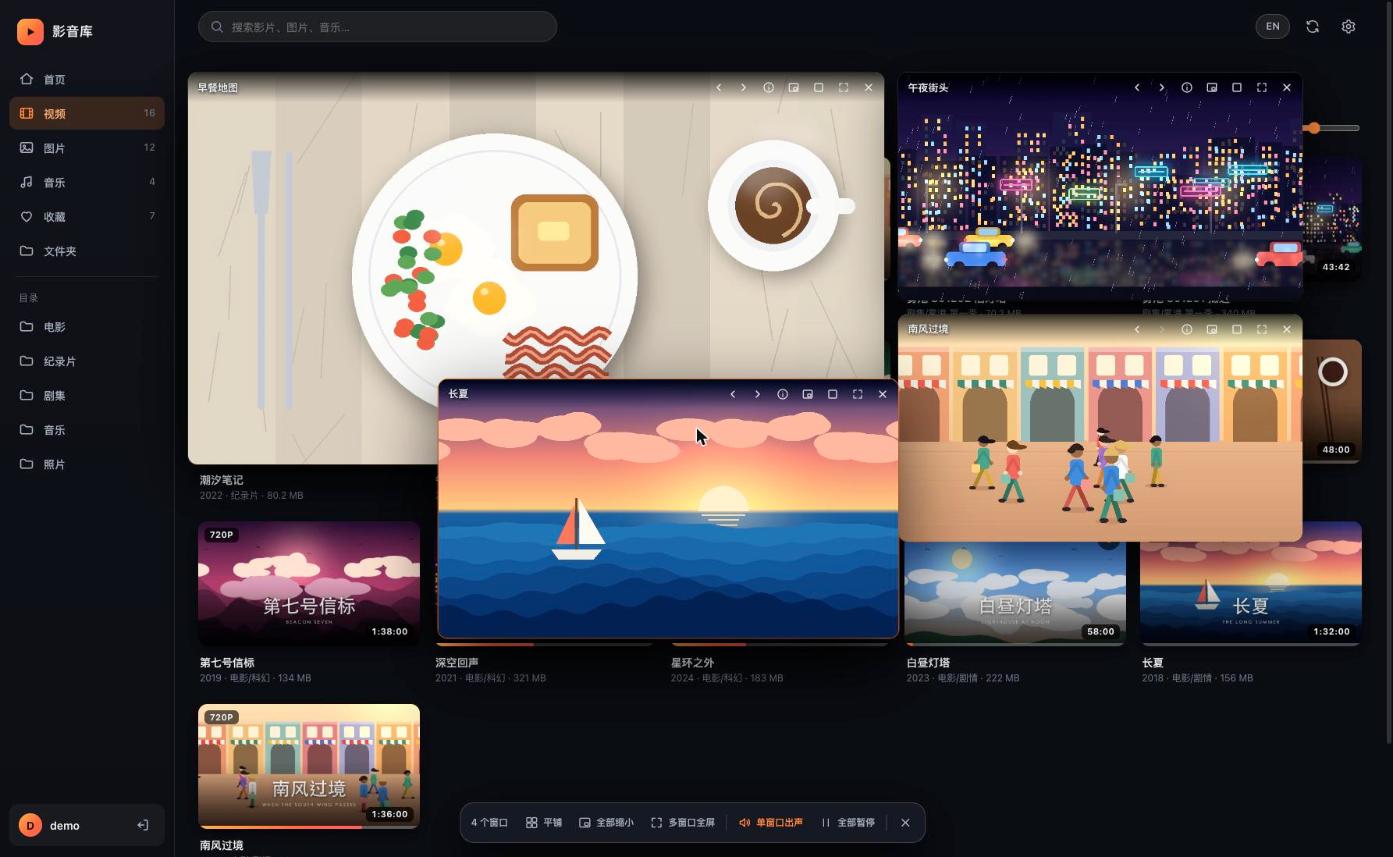 影音库
搜索影片、图片、音乐...
EN
首页
视频 16
图片 12
音乐 4
收藏 7
文件夹
目录
电影
纪录片
剧集
音乐
照片
D demo
早餐地图
午夜街头
43:42
南风过境
48:00
长夏
潮汐笔记
2022 · 纪录片 · 80.2 MB
720P
第七号信标
BEACON SEVEN
1:38:00
白昼灯塔
LIGHTHOUSE AT NOON
58:00
长夏
THE LONG SUMMER
1:32:00
第七号信标
2019 · 电影/科幻 · 134 MB
深空回声
2021 · 电影/科幻 · 321 MB
星环之外
2024 · 电影/科幻 · 183 MB
白昼灯塔
2023 · 电影/剧情 · 222 MB
长夏
2018 · 电影/剧情 · 156 MB
720P
南风过境
WHEN THE SOUTH WIND PASSES
1:36:00
南风过境
4 个窗口
平铺
全部缩小
多窗口全屏
单窗口出声
全部暂停